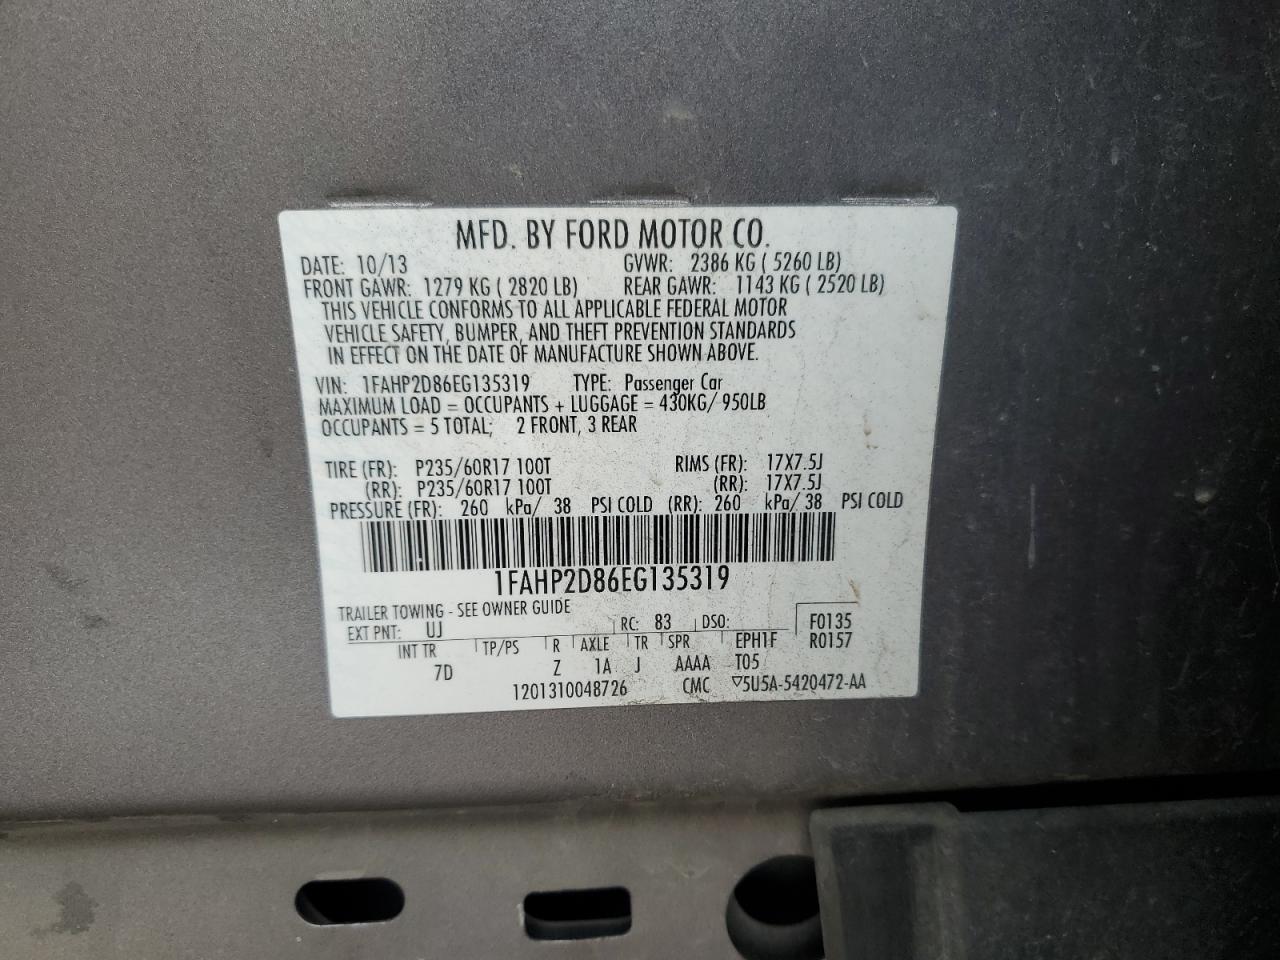 MFD. BY FORD MOTOR CO.
DATE: 10/13 GVWR: 2386 KG ( 5260 LB)
FRONT GAWR: 1279 KG ( 2820 LB) REAR GAWR: 1143 KG ( 2520 LB)
THIS VEHICLE CONFORMS TO ALL APPLICABLE FEDERAL MOTOR
VEHICLE SAFETY, BUMPER, AND THEFT PREVENTION STANDARDS
IN EFFECT ON THE DATE OF MANUFACTURE SHOWN ABOVE.
VIN: 1FAHP2D86EG135319 TYPE: Passenger Car
MAXIMUM LOAD = OCCUPANTS + LUGGAGE = 430KG/ 950LB
OCCUPANTS = 5 TOTAL; 2 FRONT, 3 REAR
TIRE (FR): P235/60R17 100T RIMS (FR): 17X7.5J
(RR): P235/60R17 100T (RR): 17X7.5J
PRESSURE (FR): 260 kPa/ 38 PSI COLD (RR): 260 kPa/ 38 PSI COLD
1FAHP2D86EG135319
TRAILER TOWING - SEE OWNER GUIDE
EXT PNT: UJ RC: 83 DSO: F0135
INT TR TP/PS R AXLE TR SPR EPH1F R0157
7D Z 1A J AAAA T05
1201310048726 CMC ▽5U5A-5420472-AA